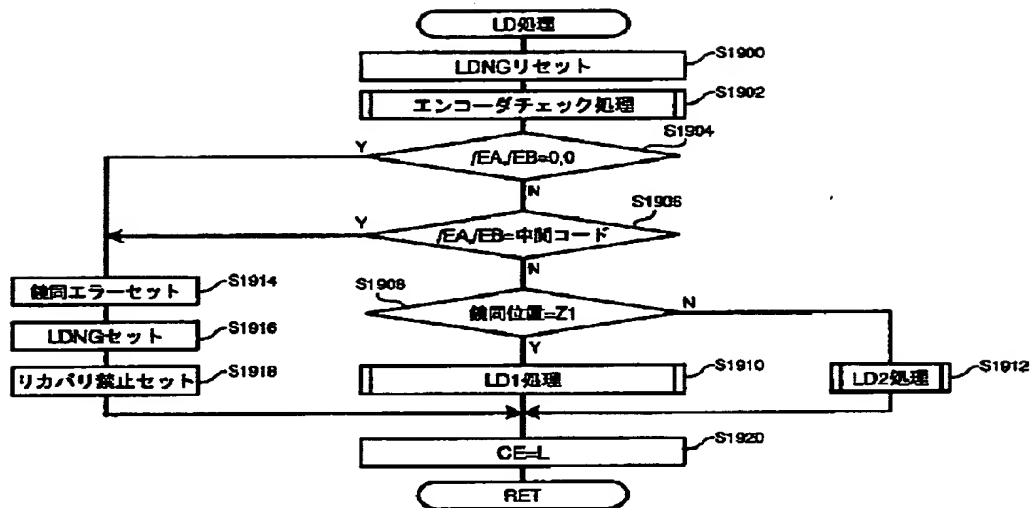 LD処理
LDNGリセット
S1900
エンコーダチェック処理
S1902
S1904
Y
/EA,/EB=0,0
N
S1906
Y
/EA,/EB=中間コード
N
S1908
鏡同位置=Z1
N
Y
鏡同エラーセット
S1914
LDNGセット
S1916
リカバリ禁止セット
S1918
LD1処理
S1910
LD2処理
S1912
CE=L
S1920
RET